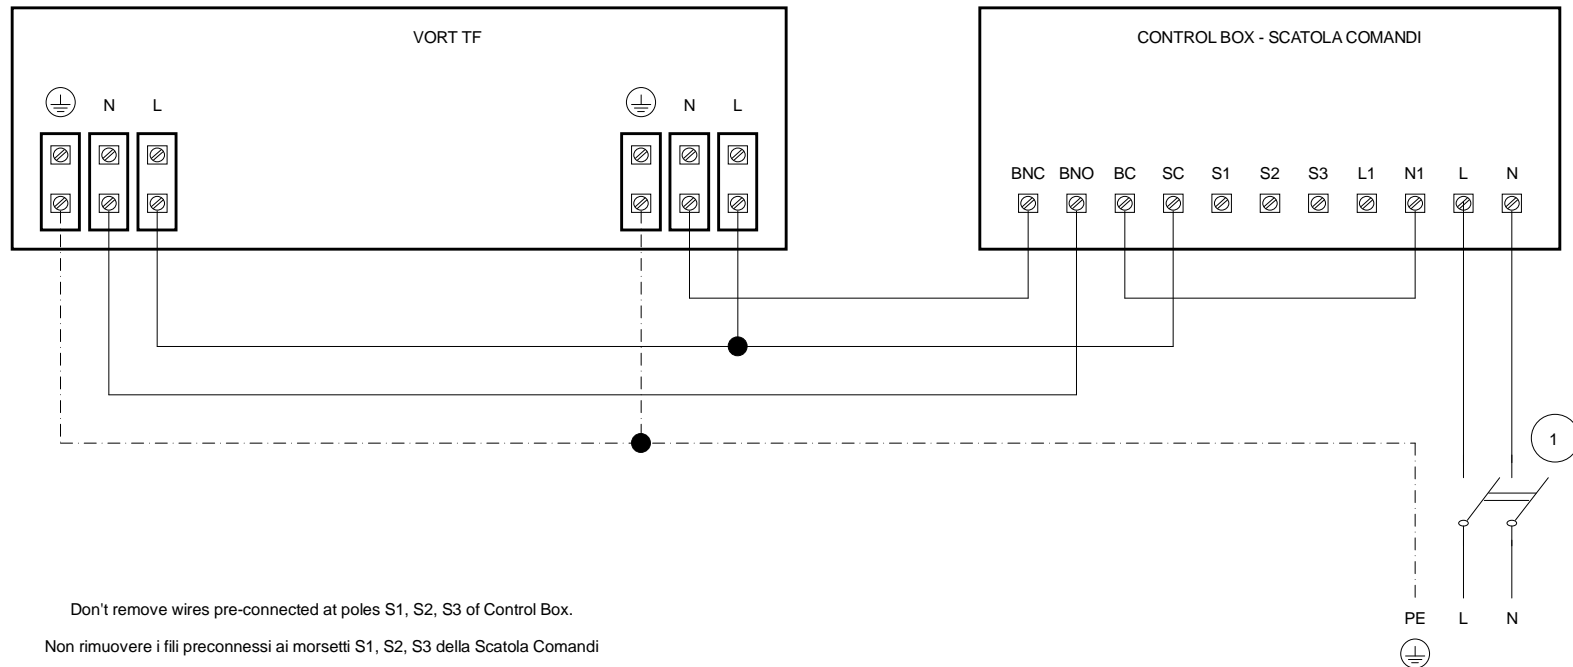 VORT TF
CONTROL BOX - SCATOLA COMANDI
N L
N L
BNC BNO BC SC S1 S2 S3 L1 N1 L N
1
Don't remove wires pre-connected at poles S1, S2, S3 of Control Box.
PE L N
Non rimuovere i fili preconnessi ai morsetti S1, S2, S3 della Scatola Comandi